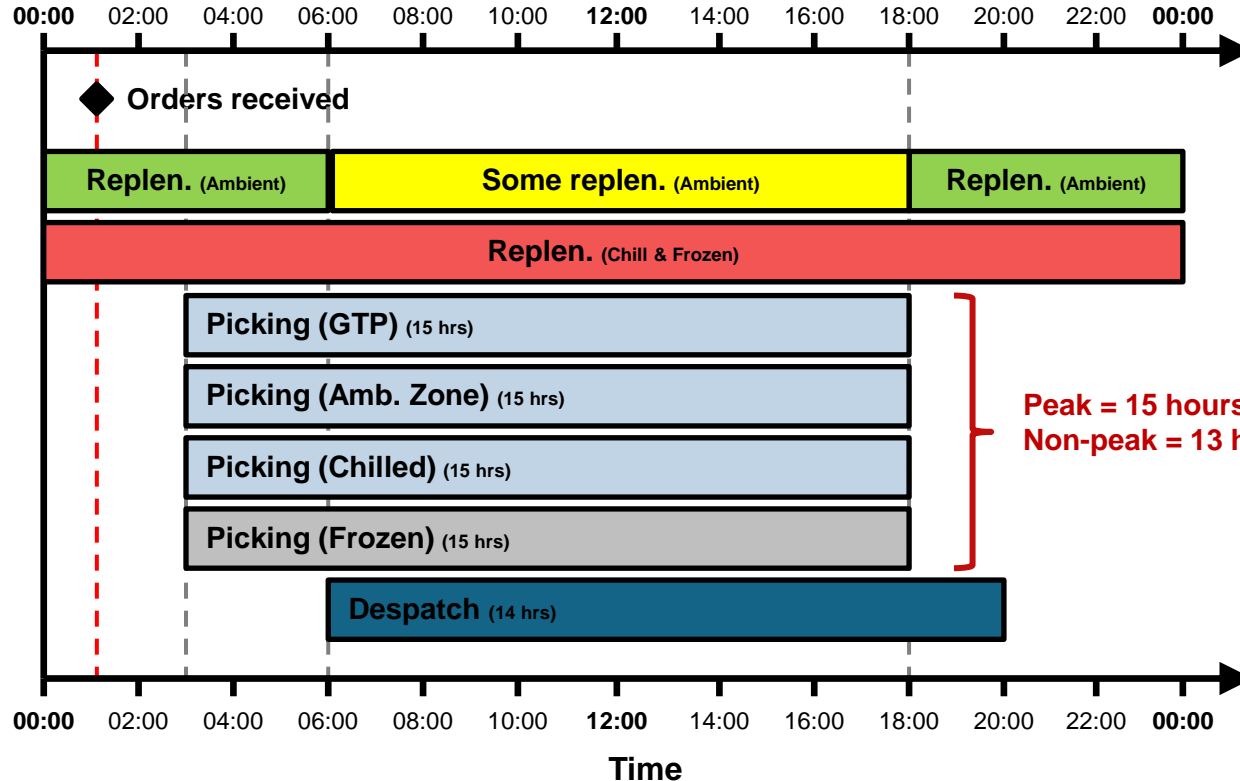 00:00 02:00 04:00 06:00 08:00 10:00 12:00 14:00 16:00 18:00 20:00 22:00 00:00
Orders received
Replen. (Ambient) Some replen. (Ambient) Replen. (Ambient)
Replen. (Chill & Frozen)
Picking (GTP) (15 hrs)
Picking (Amb. Zone) (15 hrs)
Peak = 15 hours
Non-peak = 13 h
Picking (Chilled) (15 hrs)
Picking (Frozen) (15 hrs)
Despatch (14 hrs)
00:00 02:00 04:00 06:00 08:00 10:00 12:00 14:00 16:00 18:00 20:00 22:00 00:00
Time